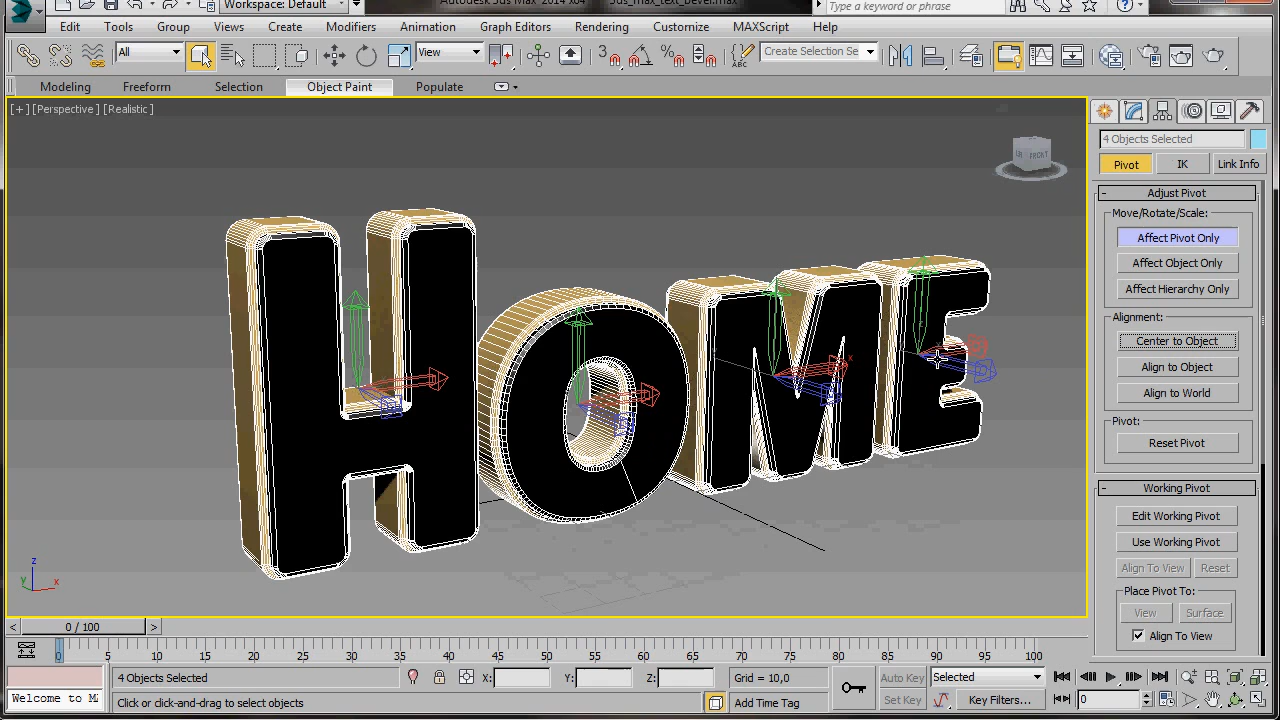 Workspace: Default
Autodesk 3ds Max 2014 x64 3ds_max_text_bevel.max
Type a keyword or phrase
Edit Tools Group Views Create Modifiers Animation Graph Editors Rendering Customize MAXScript Help
All View 3 Create Selection Se
Modeling Freeform Selection Object Paint Populate
[+] [Perspective] [Realistic]
FRONT
HOME
z
y x
4 Objects Selected
Pivot IK Link Info
- Adjust Pivot
Move/Rotate/Scale:
Affect Pivot Only
Affect Object Only
Affect Hierarchy Only
Alignment:
Center to Object
Align to Object
Align to World
Pivot:
Reset Pivot
- Working Pivot
Edit Working Pivot
Use Working Pivot
Align To View Reset
Place Pivot To:
View Surface
Align To View
< 0 / 100 >
0 5 10 15 20 25 30 35 40 45 50 55 60 65 70 75 80 85 90 95 100
4 Objects Selected X: Y: Z: Grid = 10,0 Auto Key Selected
Welcome to M
Click or click-and-drag to select objects Add Time Tag Set Key Key Filters... 0